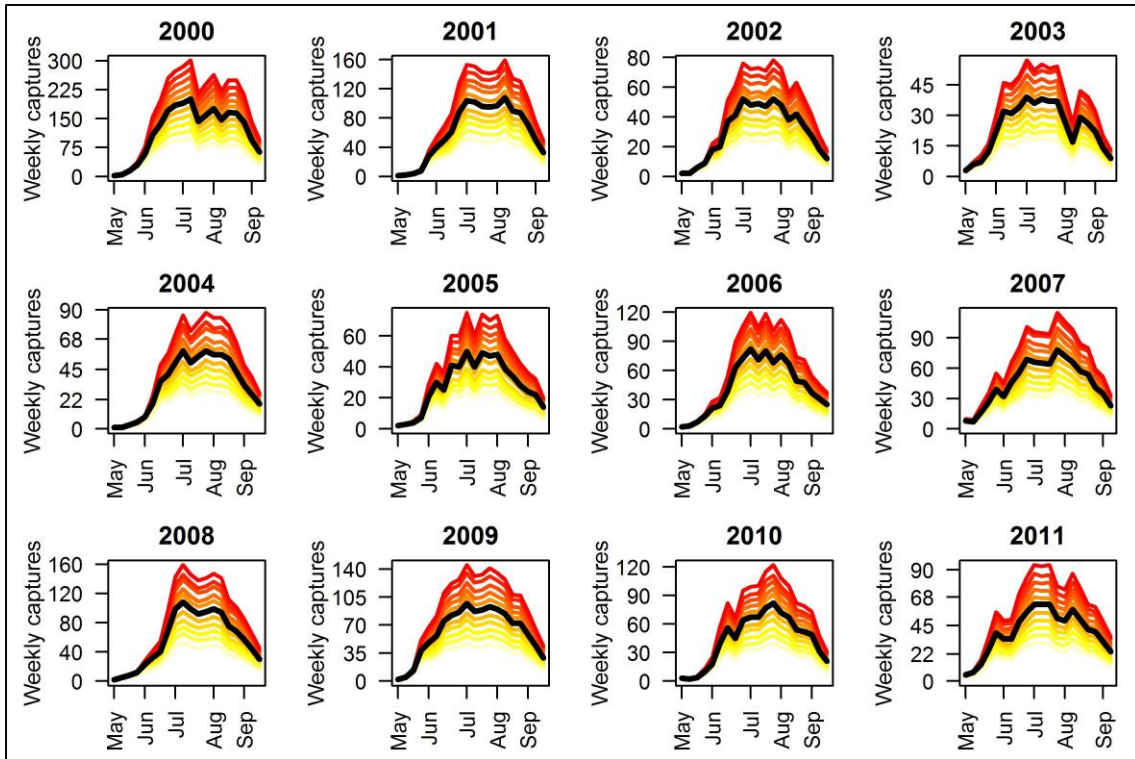 2000
2001
2002
2003
Weekly captures
300
225
150
75
0
May
Jun
Jul
Aug
Sep
Weekly captures
160
120
80
40
0
May
Jun
Jul
Aug
Sep
Weekly captures
80
60
40
20
0
May
Jun
Jul
Aug
Sep
Weekly captures
45
30
15
0
May
Jun
Jul
Aug
Sep
2004
2005
2006
2007
Weekly captures
90
68
45
22
0
May
Jun
Jul
Aug
Sep
Weekly captures
60
40
20
0
May
Jun
Jul
Aug
Sep
Weekly captures
120
90
60
30
0
May
Jun
Jul
Aug
Sep
Weekly captures
90
60
30
0
May
Jun
Jul
Aug
Sep
2008
2009
2010
2011
Weekly captures
160
120
80
40
0
May
Jun
Jul
Aug
Sep
Weekly captures
140
105
70
35
0
May
Jun
Jul
Aug
Sep
Weekly captures
120
90
60
30
0
May
Jun
Jul
Aug
Sep
Weekly captures
90
68
45
22
0
May
Jun
Jul
Aug
Sep